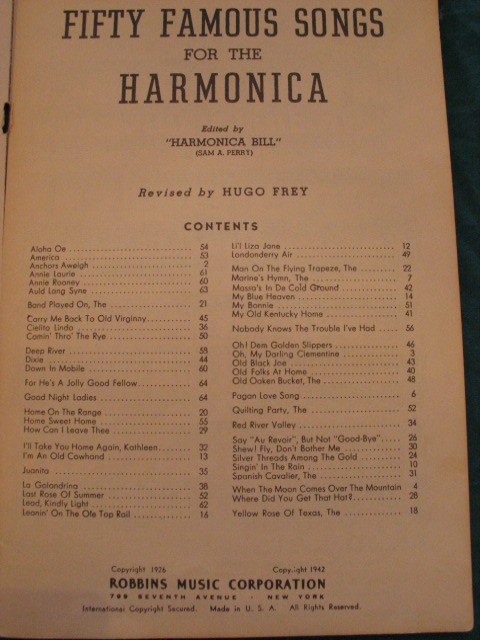 FIFTY FAMOUS SONGS
FOR THE
HARMONICA
Edited by
"HARMONICA BILL"
(SAM A. PERRY)
Revised by HUGO FREY
CONTENTS
Aloha Oe 54
America 53
Anchors Aweigh 2
Annie Laurie 61
Annie Rooney 60
Auld Lang Syne 63
Band Played On, The 21
Carry Me Back To Old Virginny 45
Cielito Lindo 36
Comin' Thro' The Rye 50
Deep River 58
Dixie 44
Down In Mobile 60
For He's A Jolly Good Fellow 64
Good Night Ladies 64
Home On The Range 20
Home Sweet Home 55
How Can I Leave Thee 29
I'll Take You Home Again, Kathleen 32
I'm An Old Cowhand 13
Juanita 35
La Golondrina 38
Last Rose Of Summer 52
Lead, Kindly Light 62
Leanin' On The Ole Top Rail 16
Li'l Liza Jane 12
Londonderry Air 49
Man On The Flying Trapeze, The 22
Marine's Hymn, The 7
Massa's In De Cold Ground 42
My Blue Heaven 14
My Bonnie 51
My Old Kentucky Home 41
Nobody Knows The Trouble I've Had 56
Oh! Dem Golden Slippers 46
Oh, My Darling Clementine 3
Old Black Joe 43
Old Folks At Home 40
Old Oaken Bucket, The 48
Pagan Love Song 6
Quilting Party, The 52
Red River Valley 34
Say "Au Revoir", But Not "Good-Bye" 26
Shew! Fly, Don't Bother Me 30
Silver Threads Among The Gold 24
Singin' In The Rain 10
Spanish Cavalier, The 31
When The Moon Comes Over The Mountain 4
Where Did You Get That Hat? 28
Yellow Rose Of Texas, The 18
Copyright 1926 Copyright 1942
ROBBINS MUSIC CORPORATION
799 SEVENTH AVENUE · NEW YORK
International Copyright Secured. Made in U. S. A. All Rights Reserved.